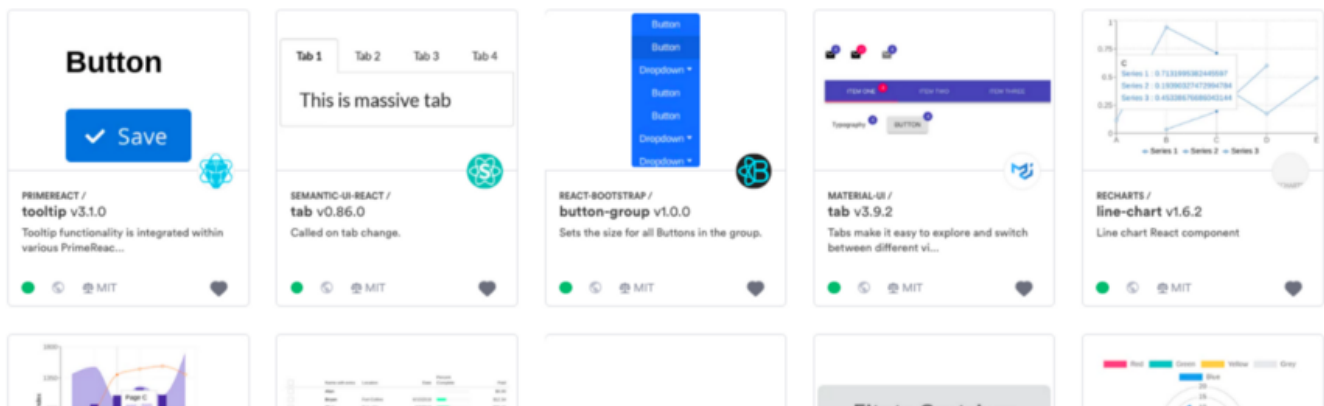 Button
Save
PRIMEREACT /
tooltip v3.1.0
Tooltip functionality is integrated within
various PrimeReac...
MIT
Tab 1 Tab 2 Tab 3 Tab 4
This is massive tab
SEMANTIC-UI-REACT /
tab v0.86.0
Called on tab change.
MIT
Button
Button
Dropdown
Button
Button
Dropdown
Dropdown
REACT-BOOTSTRAP /
button-group v1.0.0
Sets the size for all Buttons in the group.
MIT
ITEM ONE ITEM TWO ITEM THREE
Typography BUTTON
MATERIAL-UI /
tab v3.9.2
Tabs make it easy to explore and switch
between different vi...
MIT
1
0.75
0.5
0.25
0
C
Series 1 :
Series 2 :
Series 3 :
A B C D E
Series 1 Series 2 Series 3
RECHARTS /
line-chart v1.6.2
Line chart React component
MIT
Page C
Red Green Yellow Grey
Blue